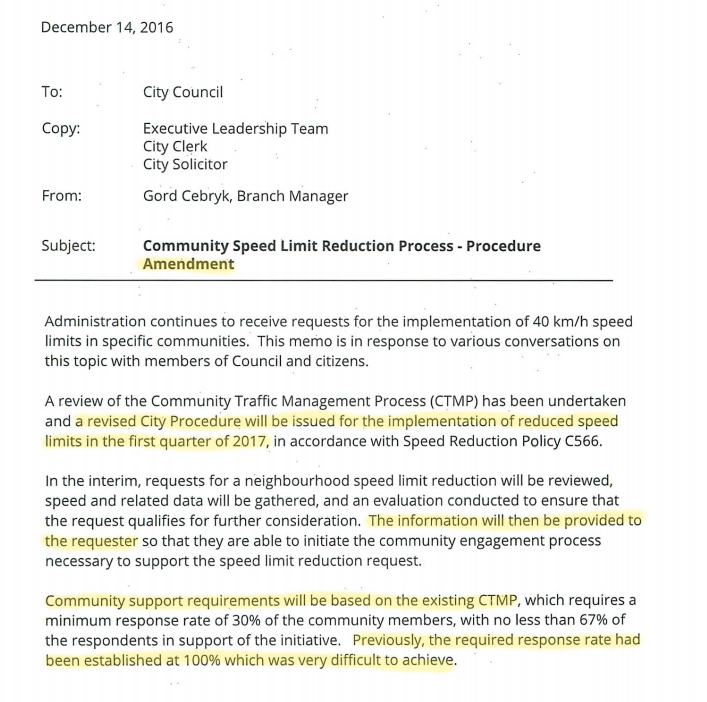 December 14, 2016
To: City Council
Copy: Executive Leadership Team
City Clerk
City Solicitor
From: Gord Cebryk, Branch Manager
Subject: Community Speed Limit Reduction Process - Procedure
Amendment
Administration continues to receive requests for the implementation of 40 km/h speed
limits in specific communities. This memo is in response to various conversations on
this topic with members of Council and citizens.
A review of the Community Traffic Management Process (CTMP) has been undertaken
and a revised City Procedure will be issued for the implementation of reduced speed
limits in the first quarter of 2017, in accordance with Speed Reduction Policy C566.
In the interim, requests for a neighbourhood speed limit reduction will be reviewed,
speed and related data will be gathered, and an evaluation conducted to ensure that
the request qualifies for further consideration. The information will then be provided to
the requester so that they are able to initiate the community engagement process
necessary to support the speed limit reduction request.
Community support requirements will be based on the existing CTMP, which requires a
minimum response rate of 30% of the community members, with no less than 67% of
the respondents in support of the initiative. Previously, the required response rate had
been established at 100% which was very difficult to achieve.